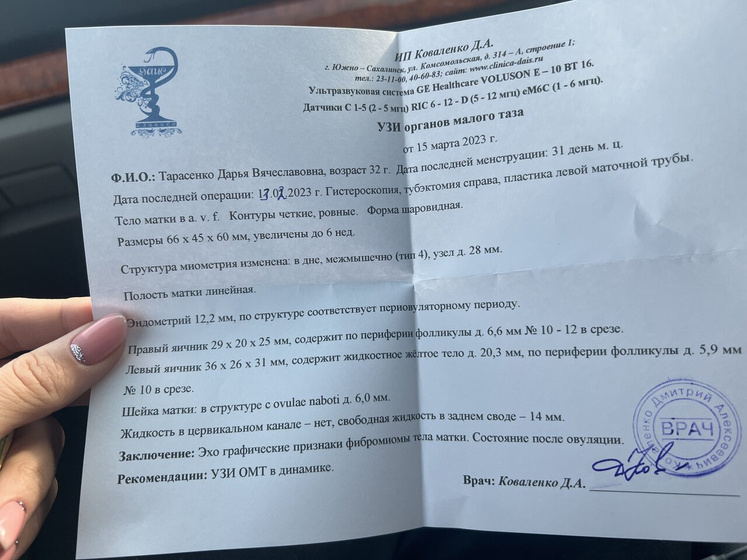 ДАИС
КЛИНИКА
ИП Коваленко Д.А.
г. Южно – Сахалинск, ул. Комсомольская, д. 314 – А, строение 1;
тел.: 23-11-00, 40-60-83; сайт: www.clinica-dais.ru
Ультразвуковая система GE Healthcare VOLUSON E – 10 BT 16.
Датчики С 1-5 (2 - 5 мгц) RIC 6 - 12 - D (5 - 12 мгц) eM6C (1 - 6 мгц).
УЗИ органов малого таза
от 15 марта 2023 г.
Ф.И.О.: Тарасенко Дарья Вячеславовна, возраст 32 г. Дата последней менструации: 31 день м. ц.
Дата последней операции: 13.02.2023 г. Гистероскопия, тубэктомия справа, пластика левой маточной трубы.
Тело матки в a. v. f. Контуры четкие, ровные. Форма шаровидная.
Размеры 66 х 45 х 60 мм, увеличены до 6 нед.
Структура миометрия изменена: в дне, межмышечно (тип 4), узел д. 28 мм.
Полость матки линейная.
Эндометрий 12,2 мм, по структуре соответствует периовуляторному периоду.
Правый яичник 29 х 20 х 25 мм, содержит по периферии фолликулы д. 6,6 мм № 10 - 12 в срезе.
Левый яичник 36 х 26 х 31 мм, содержит жидкостное жёлтое тело д. 20,3 мм, по периферии фолликулы д. 5,9 мм
№ 10 в срезе.
Шейка матки: в структуре с ovulae naboti д. 6,0 мм.
Жидкость в цервикальном канале – нет, свободная жидкость в заднем своде – 14 мм.
Заключение: Эхо графические признаки фибромиомы тела матки. Состояние после овуляции.
Рекомендации: УЗИ ОМТ в динамике.
Врач: Коваленко Д.А.
Коваленко Дмитрий Алексеевич
ВРАЧ